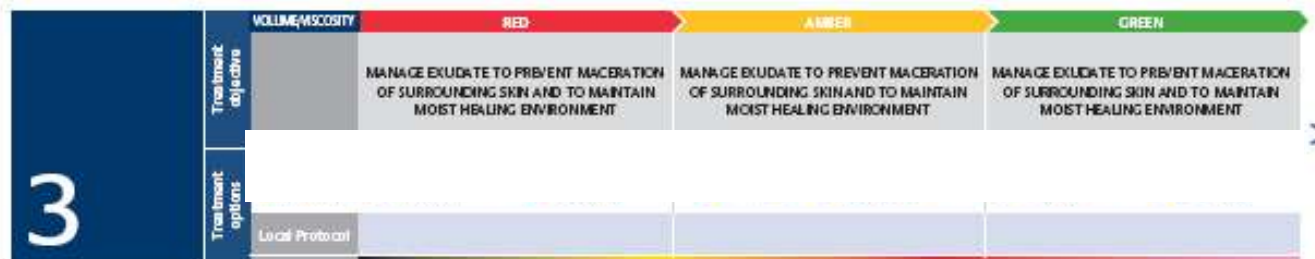 VOLUME/VISCOSITY RED AMBER GREEN
Treatment
objective
MANAGE EXUDATE TO PREVENT MACERATION
OF SURROUNDING SKIN AND TO MAINTAIN
MOIST HEALING ENVIRONMENT
MANAGE EXUDATE TO PREVENT MACERATION
OF SURROUNDING SKIN AND TO MAINTAIN
MOIST HEALING ENVIRONMENT
MANAGE EXUDATE TO PREVENT MACERATION
OF SURROUNDING SKIN AND TO MAINTAIN
MOIST HEALING ENVIRONMENT
3
Treatment
options
Local Protocol